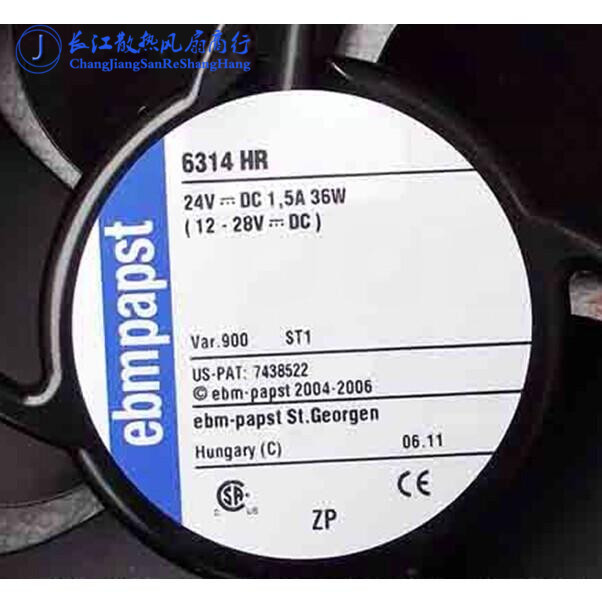 J 长江散热风扇商行
ChangJiangSanReShangHang
ebmpapst
6314 HR
24V ⎓ DC 1,5A 36W
( 12 - 28V ⎓ DC )
Var.900 ST1
US-PAT: 7438522
© ebm-papst 2004-2006
ebm-papst St.Georgen
Hungary (C) 06.11
SA
C US
CE
ZP